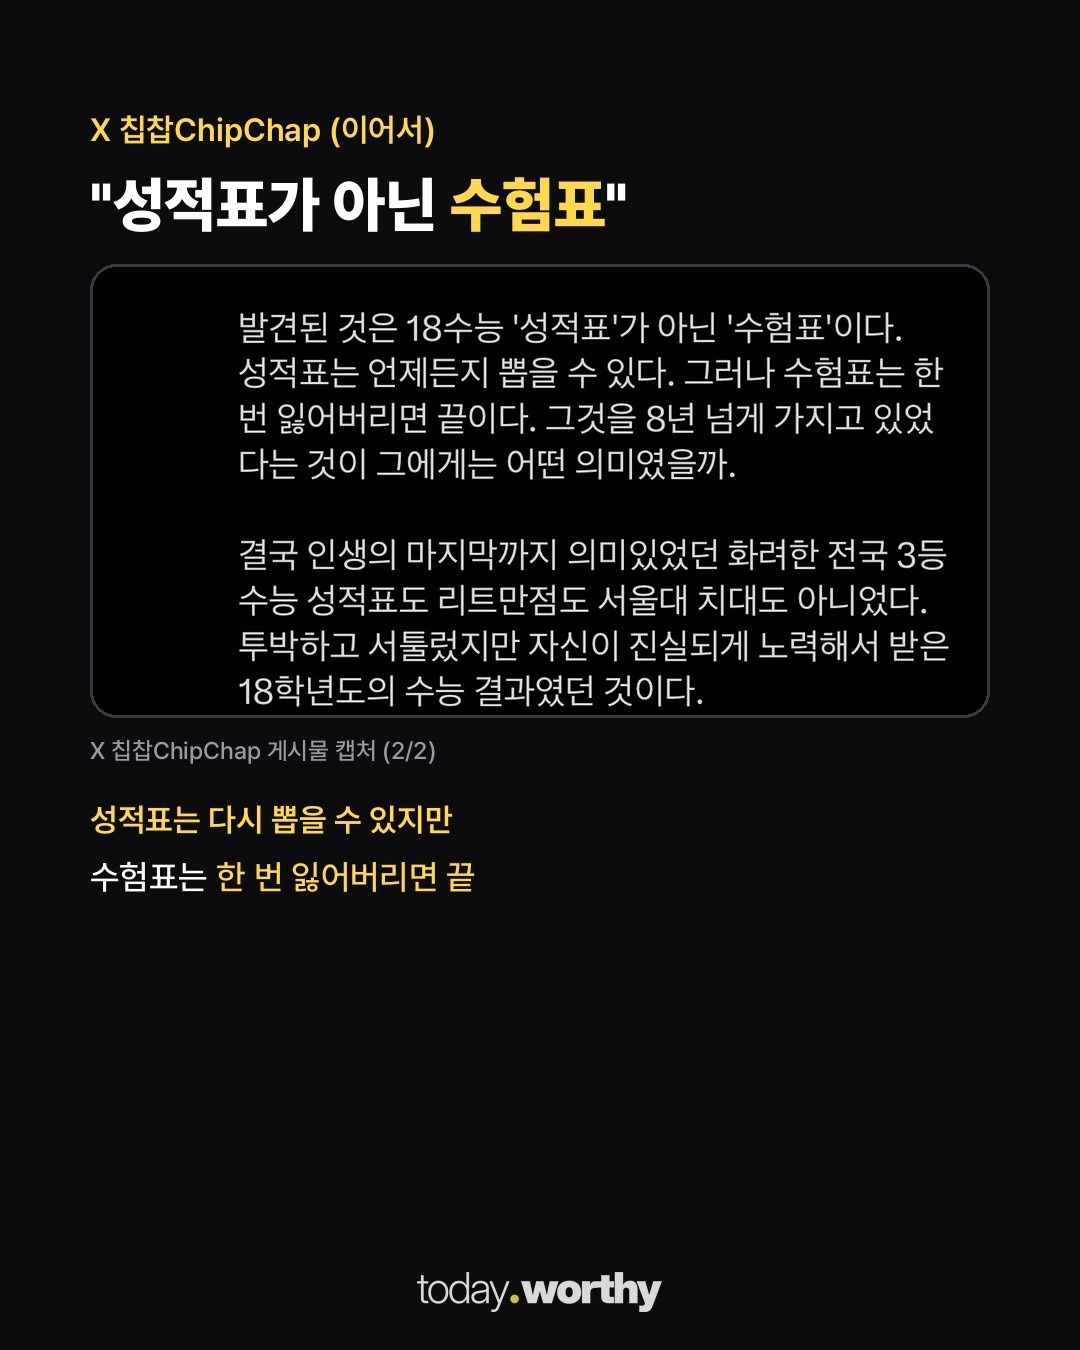 X 칩찹ChipChap (이어서)
"성적표가 아닌 수험표"
발견된 것은 18수능 '성적표'가 아닌 '수험표'이다.
성적표는 언제든지 뽑을 수 있다. 그러나 수험표는 한
번 잃어버리면 끝이다. 그것을 8년 넘게 가지고 있었
다는 것이 그에게는 어떤 의미였을까.
결국 인생의 마지막까지 의미있었던 화려한 전국 3등
수능 성적표도 리트만점도 서울대 치대도 아니었다.
투박하고 서툴렀지만 자신이 진실되게 노력해서 받은
18학년도의 수능 결과였던 것이다.
X 칩찹ChipChap 게시물 캡처 (2/2)
성적표는 다시 뽑을 수 있지만
수험표는 한 번 잃어버리면 끝
today.worthy